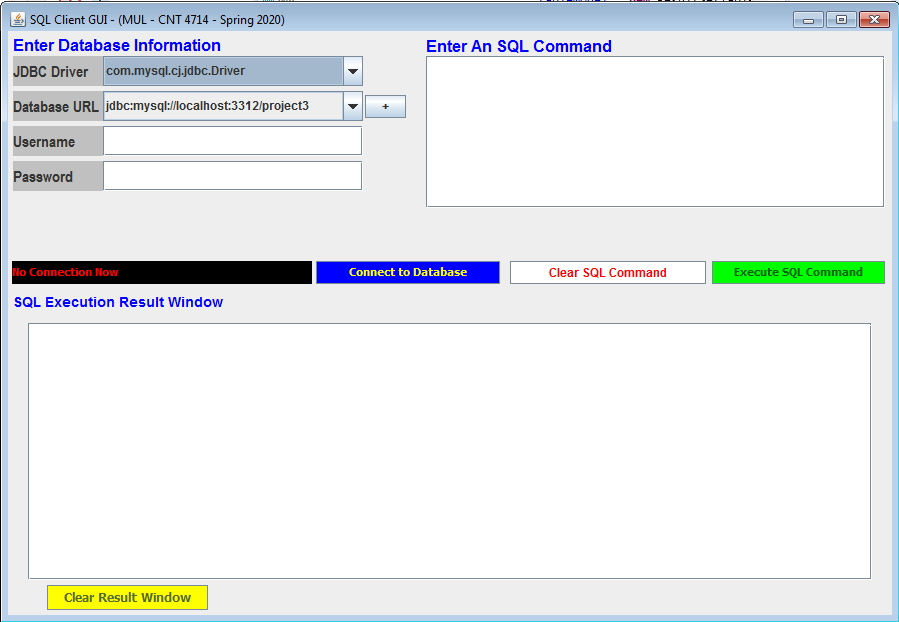 SQL Client GUI - (MUL - CNT 4714 - Spring 2020)
Enter Database Information
Enter An SQL Command
JDBC Driver com.mysql.cj.jdbc.Driver
Database URL jdbc:mysql://localhost:3312/project3 +
Username
Password
No Connection Now
Connect to Database
Clear SQL Command
Execute SQL Command
SQL Execution Result Window
Clear Result Window